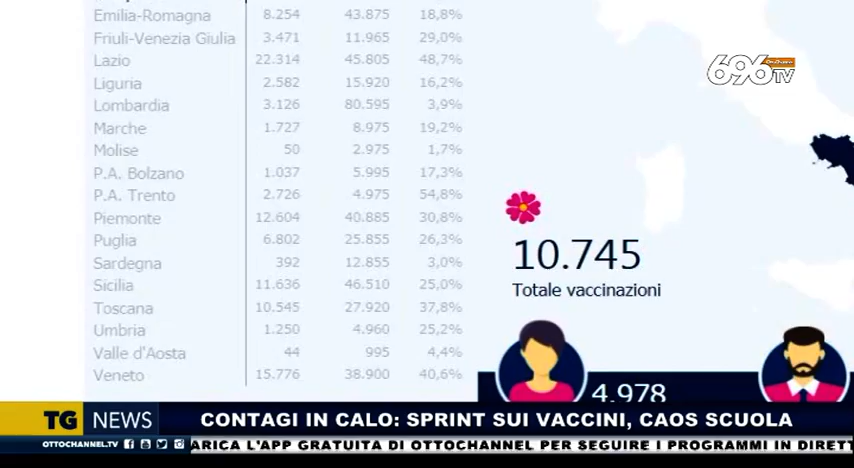 Emilia-Romagna 8.254 43.875 18,8%
Friuli-Venezia Giulia 3.471 11.965 29,0%
Lazio 22.314 45.805 48,7%
Liguria 2.582 15.920 16,2%
Lombardia 3.126 80.595 3,9%
Marche 1.727 8.975 19,2%
Molise 50 2.975 1,7%
P.A. Bolzano 1.037 5.995 17,3%
P.A. Trento 2.726 4.975 54,8%
Piemonte 12.604 40.885 30,8%
Puglia 6.802 25.855 26,3%
Sardegna 392 12.855 3,0%
Sicilia 11.636 46.510 25,0%
Toscana 10.545 27.920 37,8%
Umbria 1.250 4.960 25,2%
Valle d'Aosta 44 995 4,4%
Veneto 15.776 38.900 40,6%
696 TV
10.745
Totale vaccinazioni
4.978
TG NEWS CONTAGI IN CALO: SPRINT SUI VACCINI, CAOS SCUOLA
OTTOCHANNEL.TV ARICA L'APP GRATUITA DI OTTOCHANNEL PER SEGUIRE I PROGRAMMI IN DIRETT